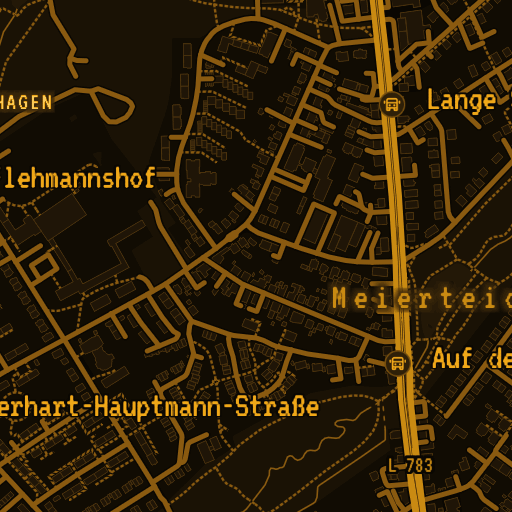 HAGEN
Lange
lehmannshof
Meierteic
Auf de
erhart-Hauptmann-Straße
L 783